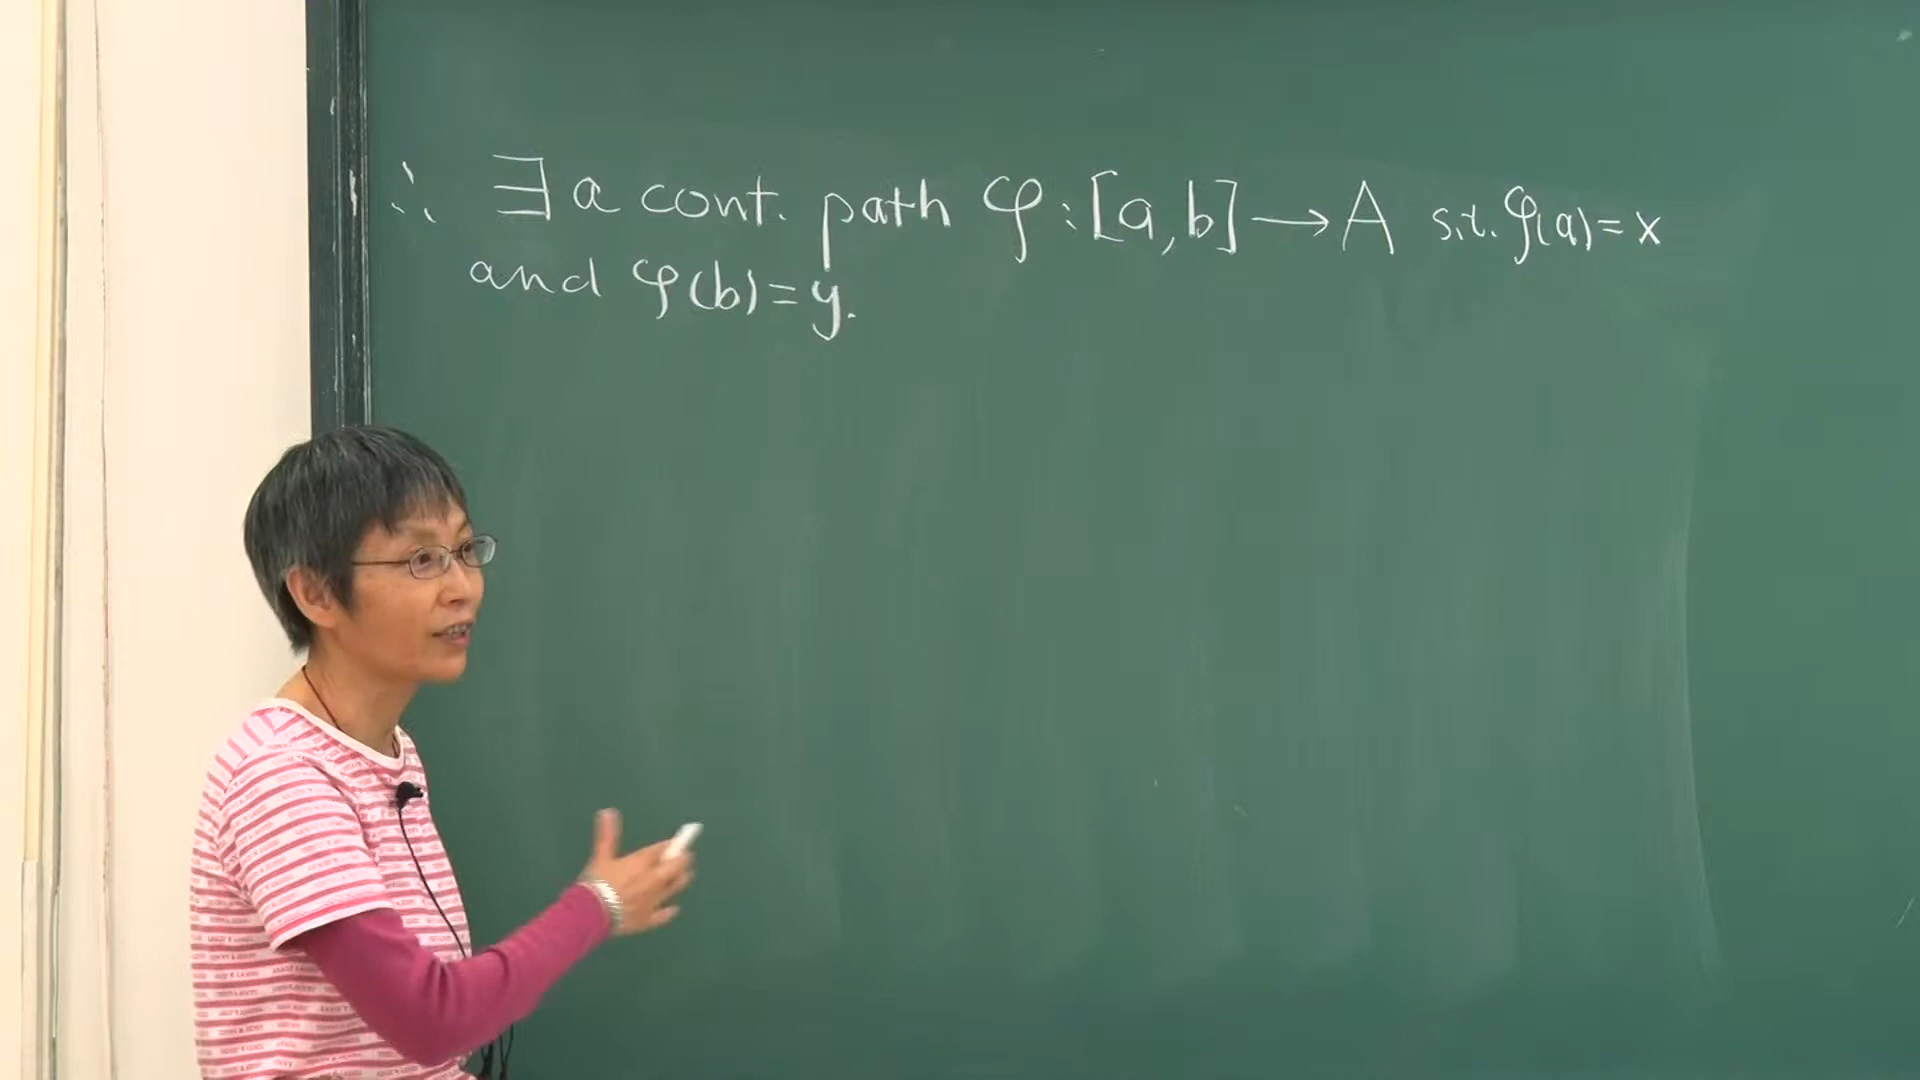 ∴ ∃ a cont. path φ:[a,b]→A s.t. φ(a)=x
and φ(b)=y.